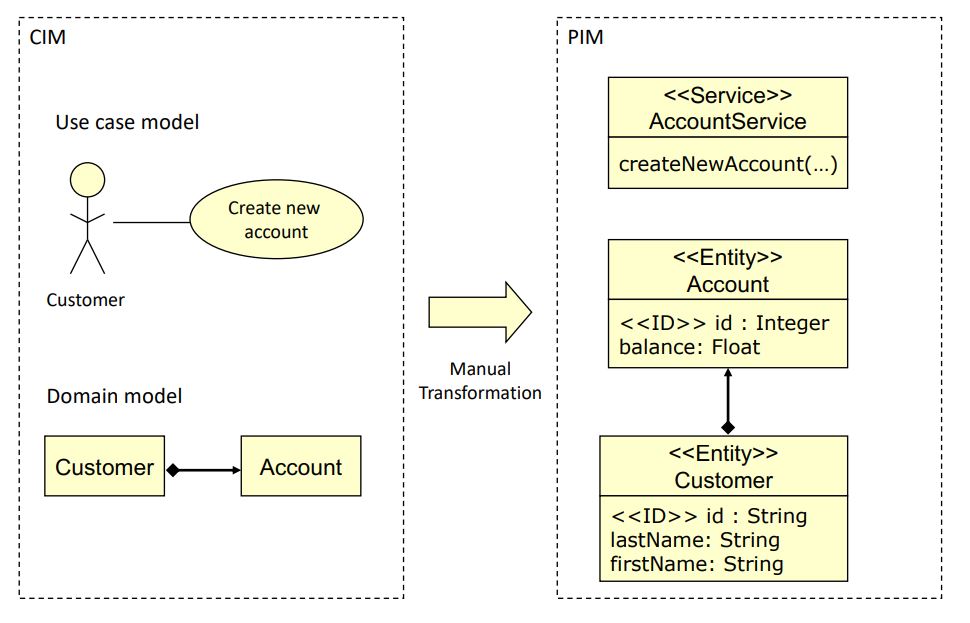 CIM
Use case model
Create new
account
Customer
Domain model
Customer
Account
Manual
Transformation
PIM
<<Service>>
AccountService
createNewAccount(...)
<<Entity>>
Account
<<ID>> id : Integer
balance: Float
<<Entity>>
Customer
<<ID>> id : String
lastName: String
firstName: String